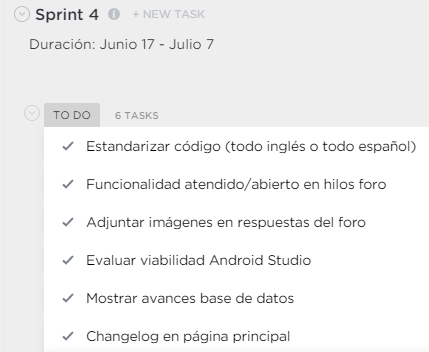 Sprint 4 + NEW TASK
Duración: Junio 17 - Julio 7
TO DO 6 TASKS
Estandarizar código (todo inglés o todo español)
Funcionalidad atendido/abierto en hilos foro
Adjuntar imágenes en respuestas del foro
Evaluar viabilidad Android Studio
Mostrar avances base de datos
Changelog en página principal